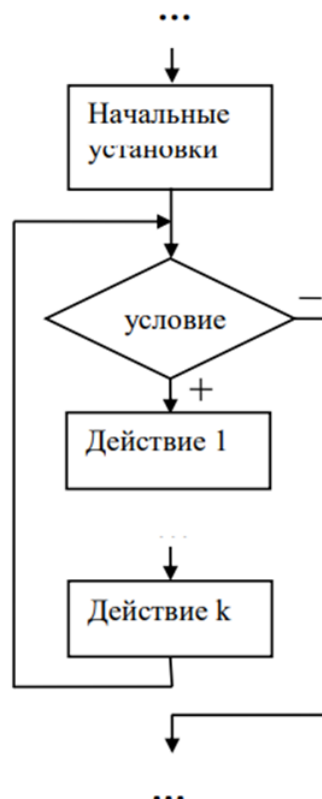 ...
Начальные
установки
условие
−
+
Действие 1
...
Действие k
...